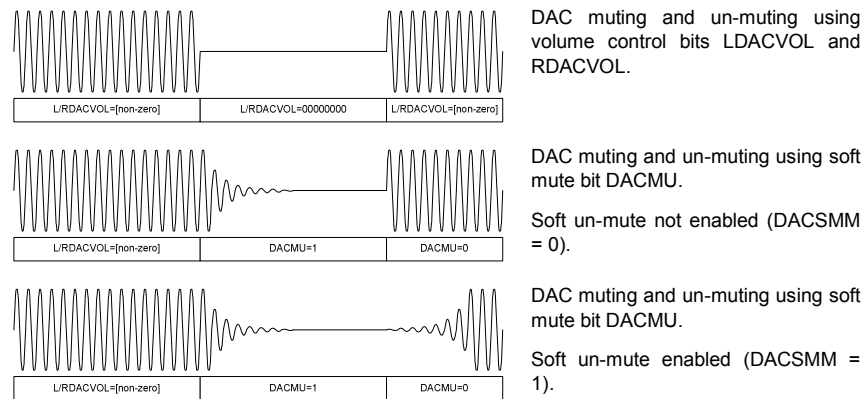 DAC muting and un-muting using
volume control bits LDACVOL and
RDACVOL.
L/RDACVOL=[non-zero] L/RDACVOL=00000000 L/RDACVOL=[non-zero]
DAC muting and un-muting using soft
mute bit DACMU.
Soft un-mute not enabled (DACSMM
= 0).
L/RDACVOL=[non-zero] DACMU=1 DACMU=0
DAC muting and un-muting using soft
mute bit DACMU.
Soft un-mute enabled (DACSMM =
1).
L/RDACVOL=[non-zero] DACMU=1 DACMU=0